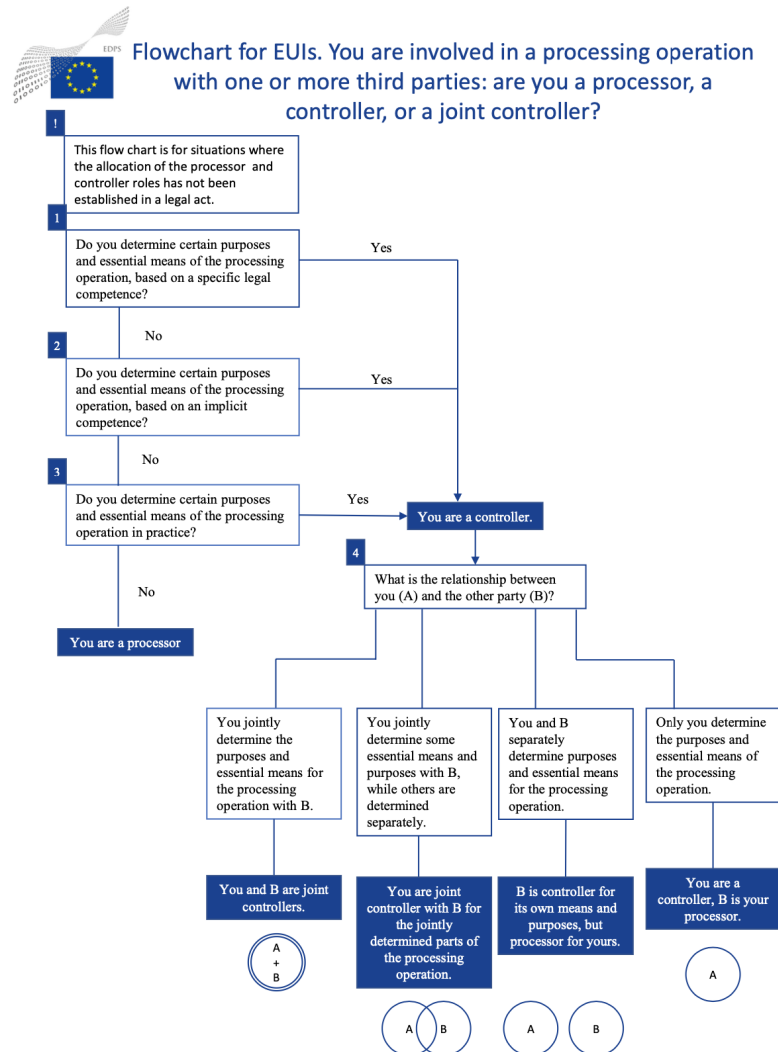 EDPS
Flowchart for EUIs. You are involved in a processing operation
with one or more third parties: are you a processor, a
controller, or a joint controller?
!
This flow chart is for situations where
the allocation of the processor and
controller roles has not been
established in a legal act.
1
Do you determine certain purposes
and essential means of the processing
operation, based on a specific legal
competence?
Yes
No
2
Do you determine certain purposes
and essential means of the processing
operation, based on an implicit
competence?
Yes
No
3
Do you determine certain purposes
and essential means of the processing
operation in practice?
Yes
You are a controller.
No
You are a processor
4
What is the relationship between
you (A) and the other party (B)?
You jointly
determine the
purposes and
essential means for
the processing
operation with B.
You jointly
determine some
essential means and
purposes with B,
while others are
determined
separately.
You and B
separately
determine purposes
and essential means
for the processing
operation.
Only you determine
the purposes and
essential means of
the processing
operation.
You and B are joint
controllers.
You are joint
controller with B for
the jointly
determined parts of
the processing
operation.
B is controller for
its own means and
purposes, but
processor for yours.
You are a
controller, B is your
processor.
A
+
B
A B
A B
A